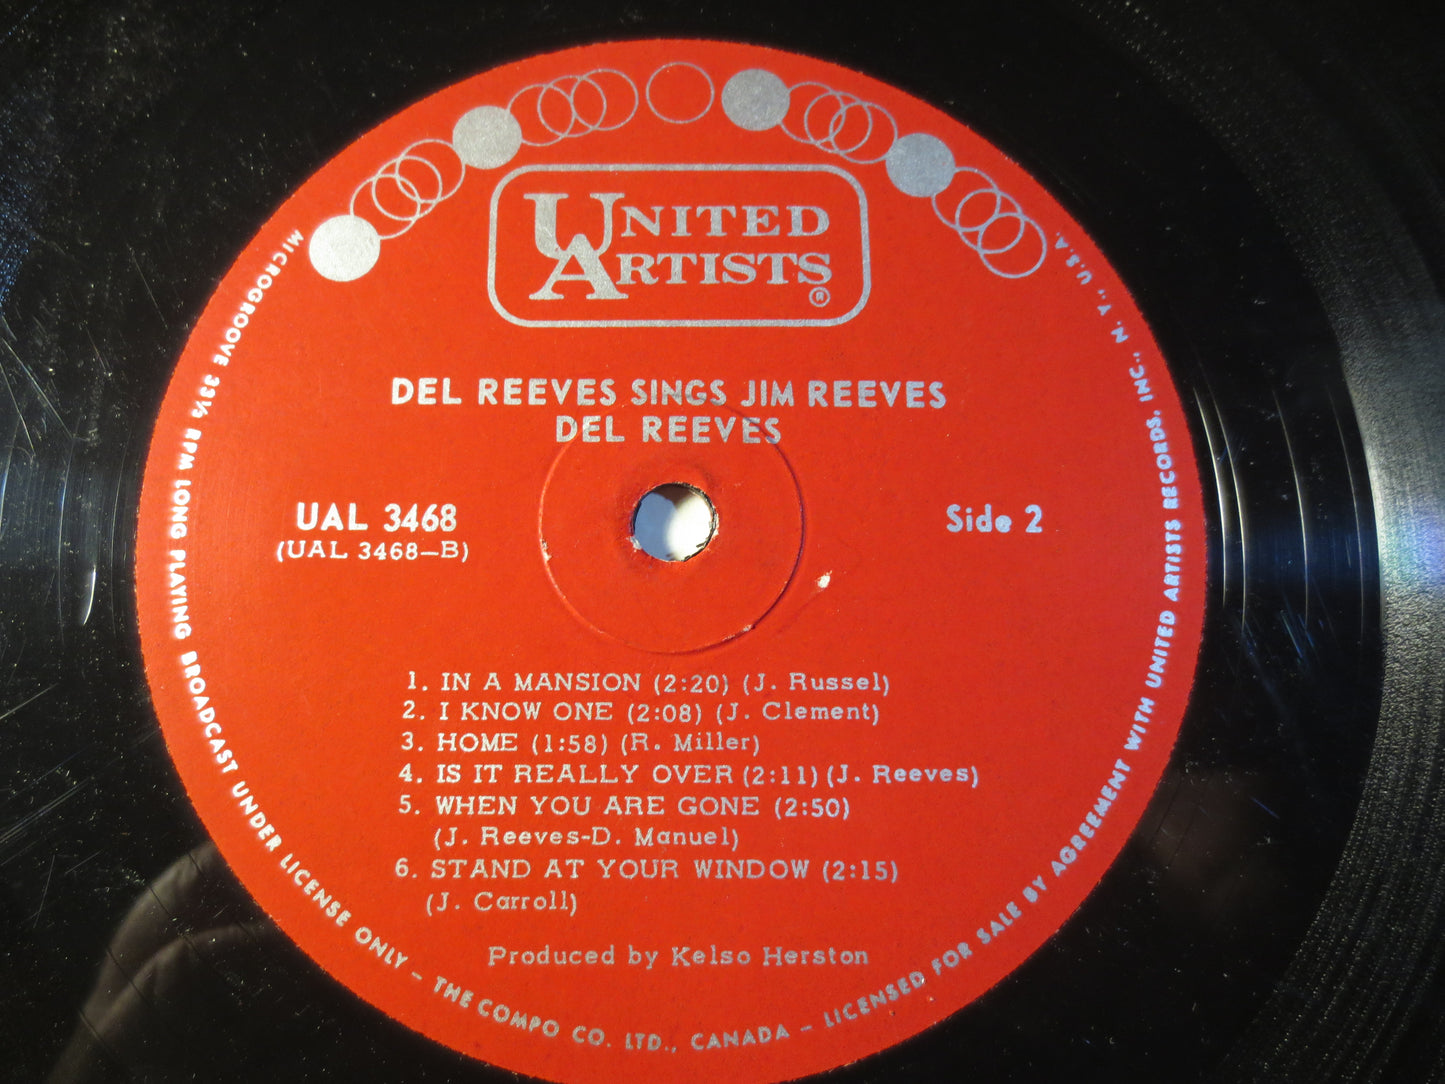 UNITED
ARTISTS
®
DEL REEVES SINGS JIM REEVES
DEL REEVES
UAL 3468
(UAL 3468—B)
Side 2
1. IN A MANSION (2:20) (J. Russel)
2. I KNOW ONE (2:08) (J. Clement)
3. HOME (1:58) (R. Miller)
4. IS IT REALLY OVER (2:11) (J. Reeves)
5. WHEN YOU ARE GONE (2:50)
(J. Reeves-D. Manuel)
6. STAND AT YOUR WINDOW (2:15)
(J. Carroll)
Produced by Kelso Herston
MICROGROOVE 33⅓ RPM LONG PLAYING BROADCAST UNDER LICENSE ONLY – THE COMPO CO. LTD., CANADA – LICENSED FOR SALE BY AGREEMENT WITH UNITED ARTISTS RECORDS, INC., N. Y., U.S.A.